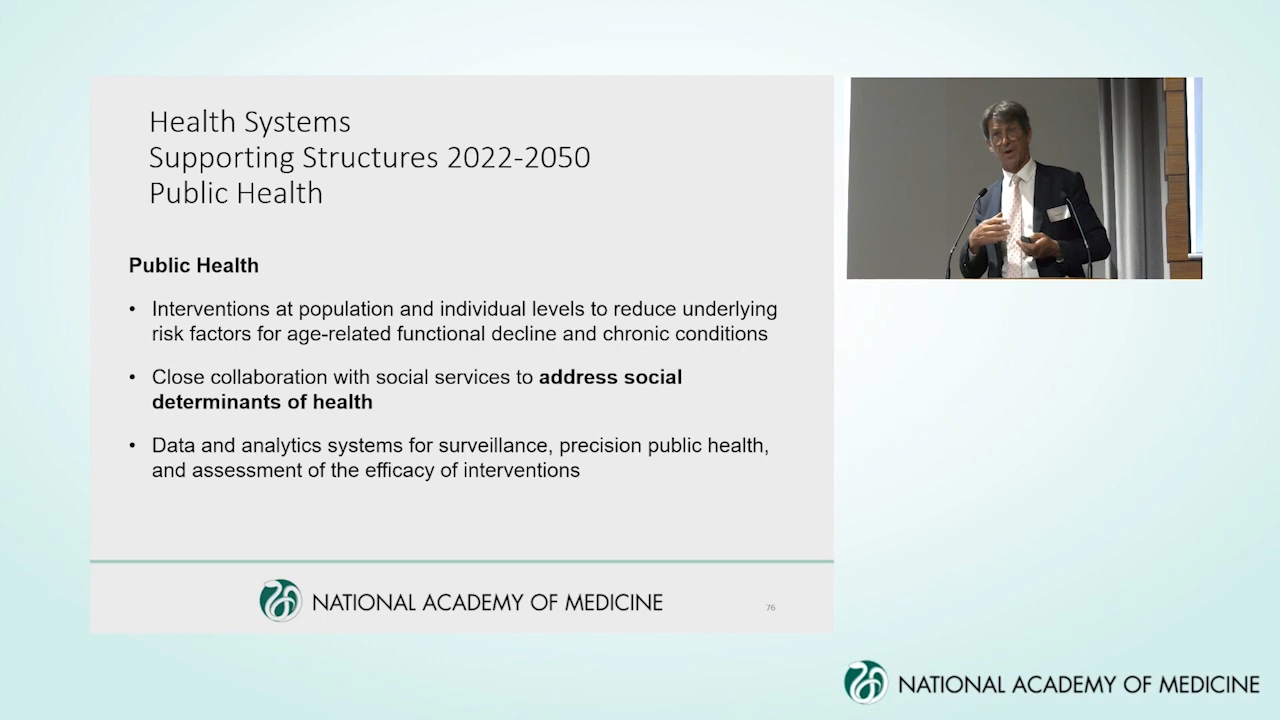 Health Systems
Supporting Structures 2022-2050
Public Health
Public Health
• Interventions at population and individual levels to reduce underlying
risk factors for age-related functional decline and chronic conditions
• Close collaboration with social services to address social
determinants of health
• Data and analytics systems for surveillance, precision public health,
and assessment of the efficacy of interventions
NATIONAL ACADEMY OF MEDICINE
76
NATIONAL ACADEMY OF MEDICINE